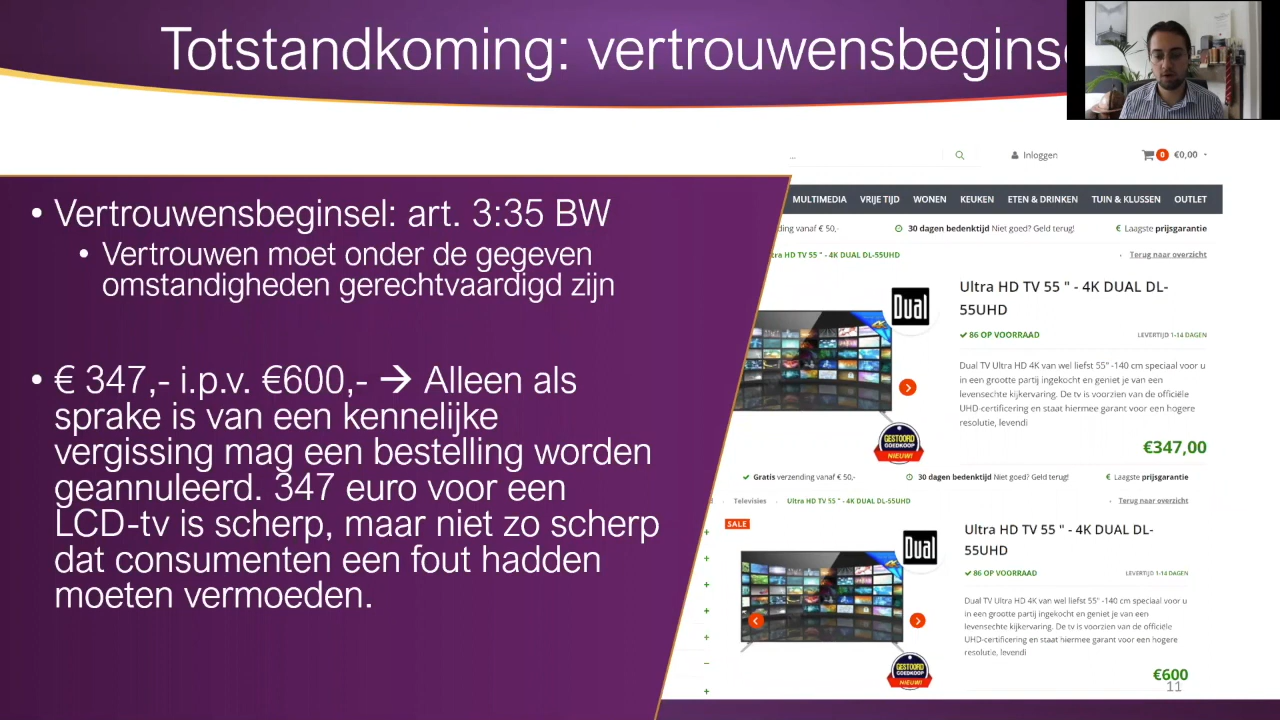 Totstandkoming: vertrouwensbeginse
• Vertrouwensbeginsel: art. 3:35 BW
• Vertrouwen moet onder de gegeven
omstandigheden gerechtvaardigd zijn
• € 347,- i.p.v. €600,- → Alleen als
sprake is van een kennelijke
vergissing mag een bestelling worden
geannuleerd. 347 euro voor een
LCD-tv is scherp, maar niet zo scherp
dat consumenten een fout hadden
moeten vermoeden.
...
Inloggen
0 €0,00
MULTIMEDIA VRIJE TIJD WONEN KEUKEN ETEN & DRINKEN TUIN & KLUSSEN OUTLET
ding vanaf € 50,- 30 dagen bedenktijd Niet goed? Geld terug! € Laagste prijsgarantie
tra HD TV 55 " - 4K DUAL DL-55UHD Terug naar overzicht
Dual
Ultra HD TV 55 " - 4K DUAL DL-
55UHD
86 OP VOORRAAD LEVERTIJD 1-14 DAGEN
Dual TV Ultra HD 4K van wel liefst 55" -140 cm speciaal voor u
in een grootte partij ingekocht en geniet je van een
levensechte kijkervaring. De tv is voorzien van de officiële
UHD-certificering en staat hiermee garant voor een hogere
resolutie, levendi
GESTOORD
GOEDKOOP
NIEUW!
€347,00
Gratis verzending vanaf € 50,- 30 dagen bedenktijd Niet goed? Geld terug! € Laagste prijsgarantie
Televisies Ultra HD TV 55 " - 4K DUAL DL-55UHD Terug naar overzicht
SALE
Dual
Ultra HD TV 55 " - 4K DUAL DL-
55UHD
86 OP VOORRAAD LEVERTIJD 1-14 DAGEN
Dual TV Ultra HD 4K van wel liefst 55" -140 cm speciaal voor u
in een grootte partij ingekocht en geniet je van een
levensechte kijkervaring. De tv is voorzien van de officiële
UHD-certificering en staat hiermee garant voor een hogere
resolutie, levendi
GESTOORD
GOEDKOOP
NIEUW!
€600
11